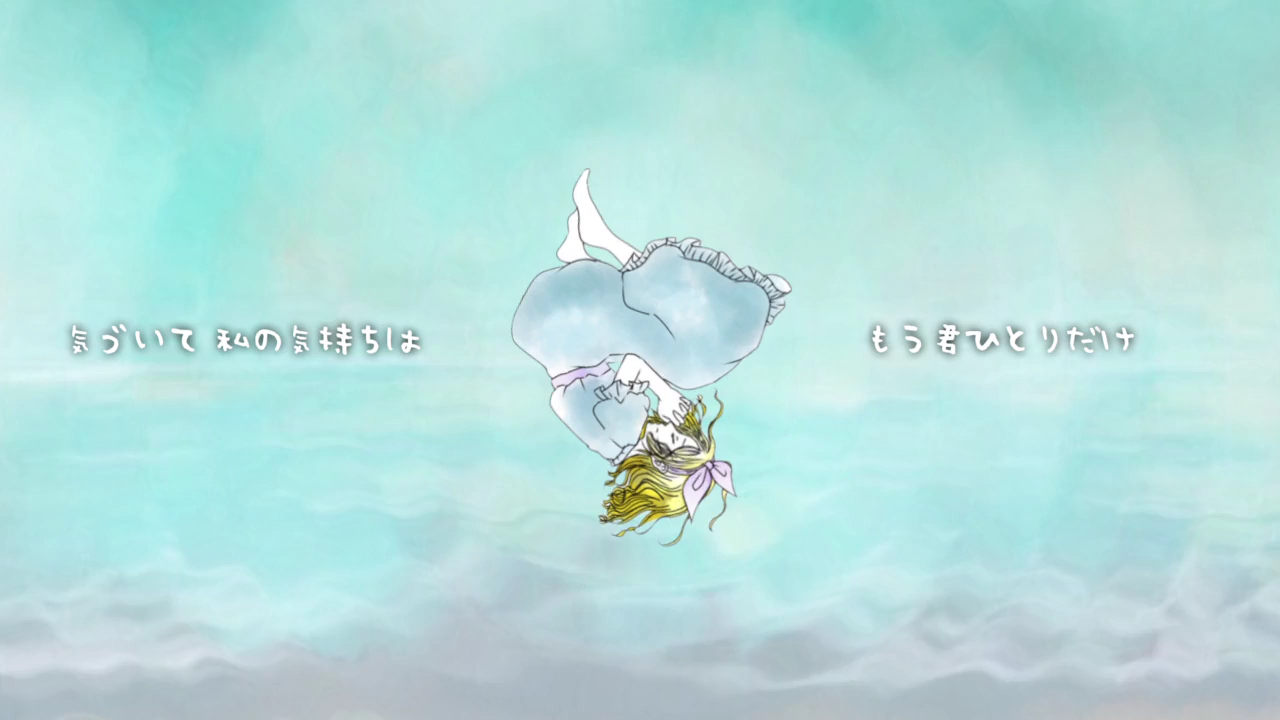 気づいて 私の気持ちは
もう君ひとりだけ